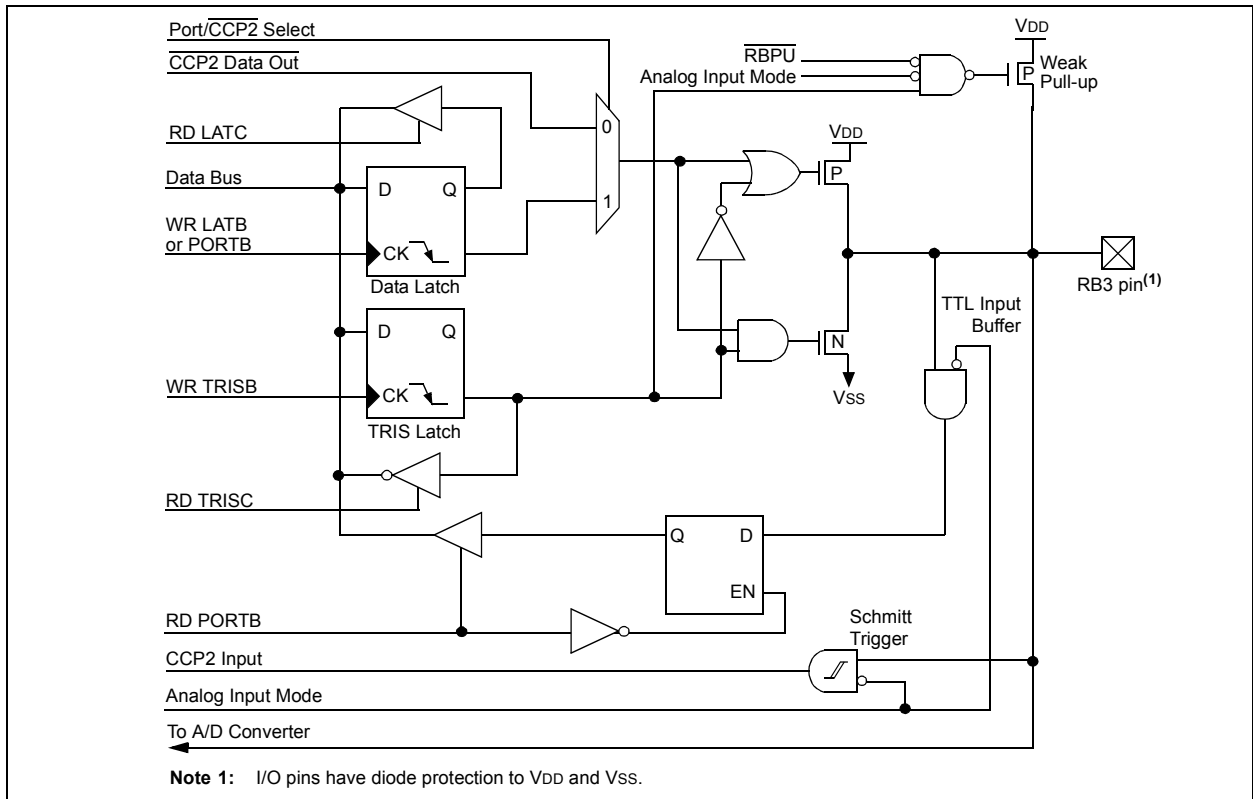 Port/CCP2 Select
CCP2 Data Out
RBPU
Analog Input Mode
VDD
P
Weak
Pull-up
RD LATC
0
VDD
Data Bus
D
Q
P
1
WR LATB
or PORTB
CK
Data Latch
RB3 pin(1)
TTL Input
Buffer
D
Q
N
WR TRISB
CK
VSS
TRIS Latch
RD TRISC
Q
D
EN
RD PORTB
Schmitt
Trigger
CCP2 Input
Analog Input Mode
To A/D Converter
Note 1: I/O pins have diode protection to VDD and VSS.